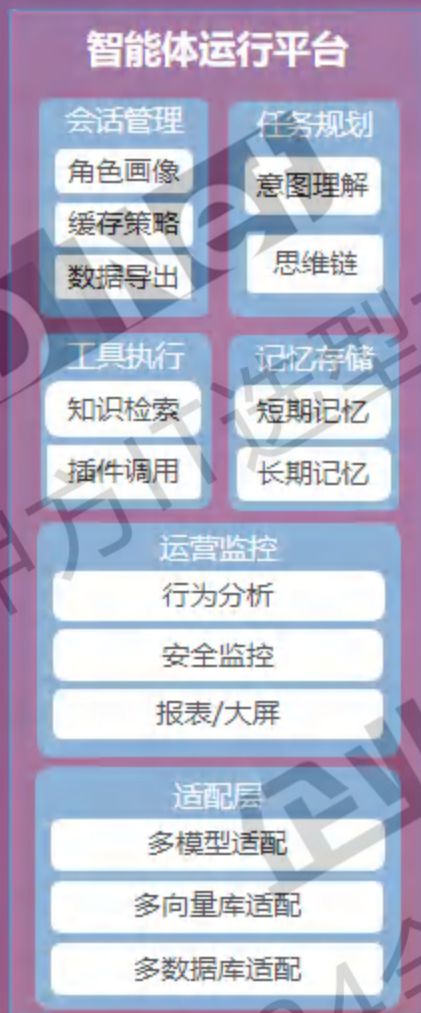 智能体运行平台
会话管理
角色画像
缓存策略
数据导出
任务规划
意图理解
思维链
工具执行
知识检索
插件调用
记忆存储
短期记忆
长期记忆
运营监控
行为分析
安全监控
报表/大屏
适配层
多模型适配
多向量库适配
多数据库适配